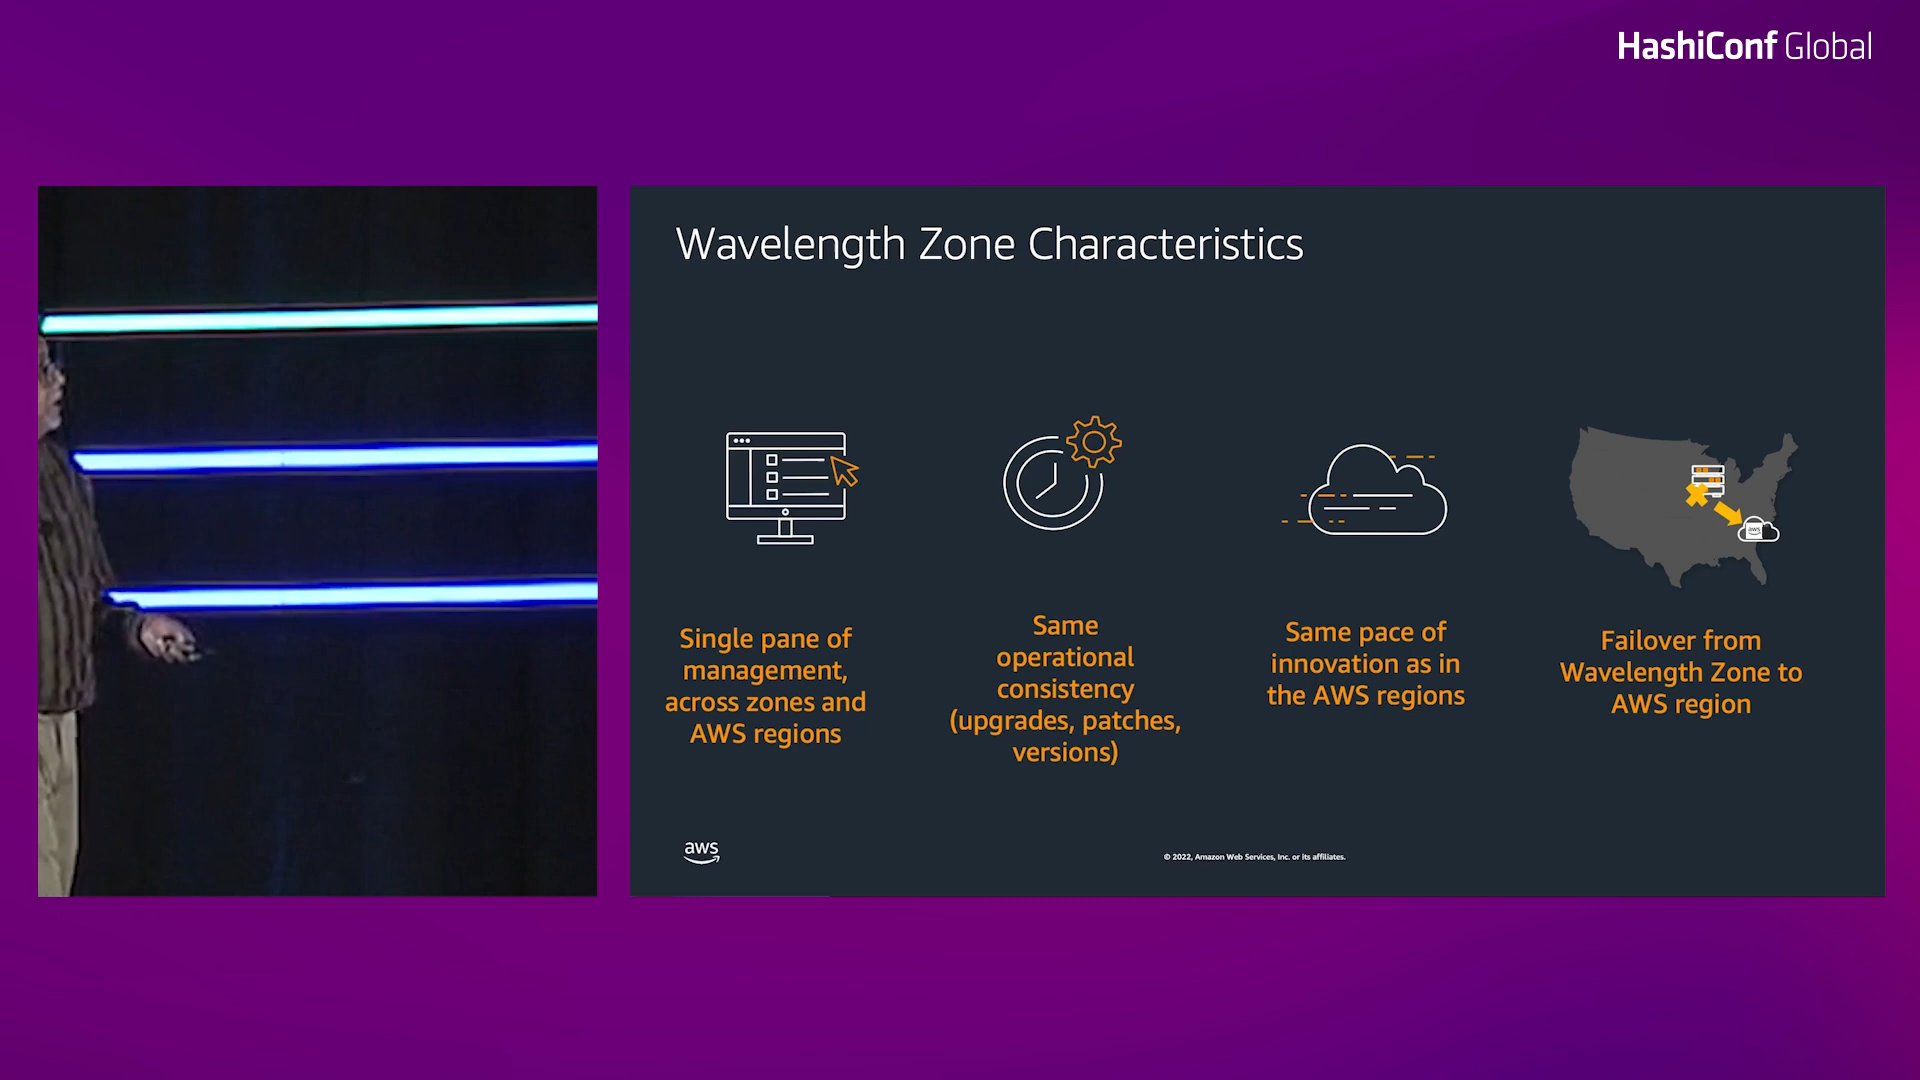 HashiConf Global
Wavelength Zone Characteristics
Single pane of
management,
across zones and
AWS regions
Same
operational
consistency
(upgrades, patches,
versions)
Same pace of
innovation as in
the AWS regions
aws
Failover from
Wavelength Zone to
AWS region
aws
© 2022, Amazon Web Services, Inc. or its affiliates.